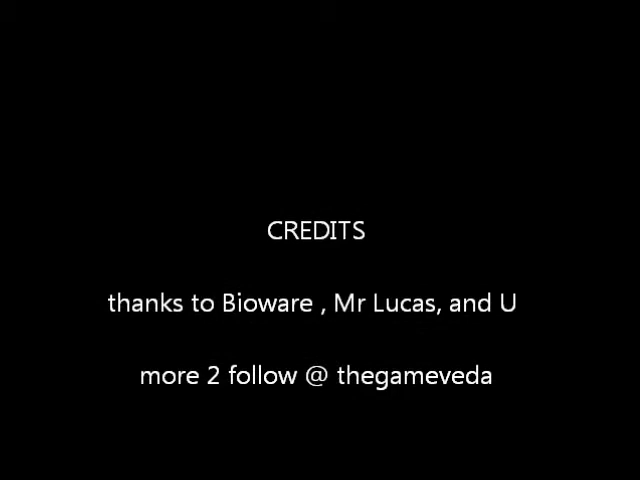 CREDITS
thanks to Bioware , Mr Lucas, and U
more 2 follow @ thegameveda